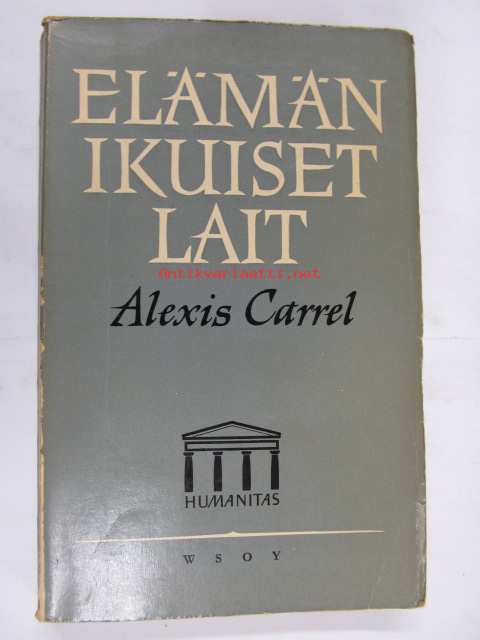 ELÄMÄN
IKUISET
LAIT
Antikvariaatti.net
Alexis Carrel
HUMANITAS
WSOY